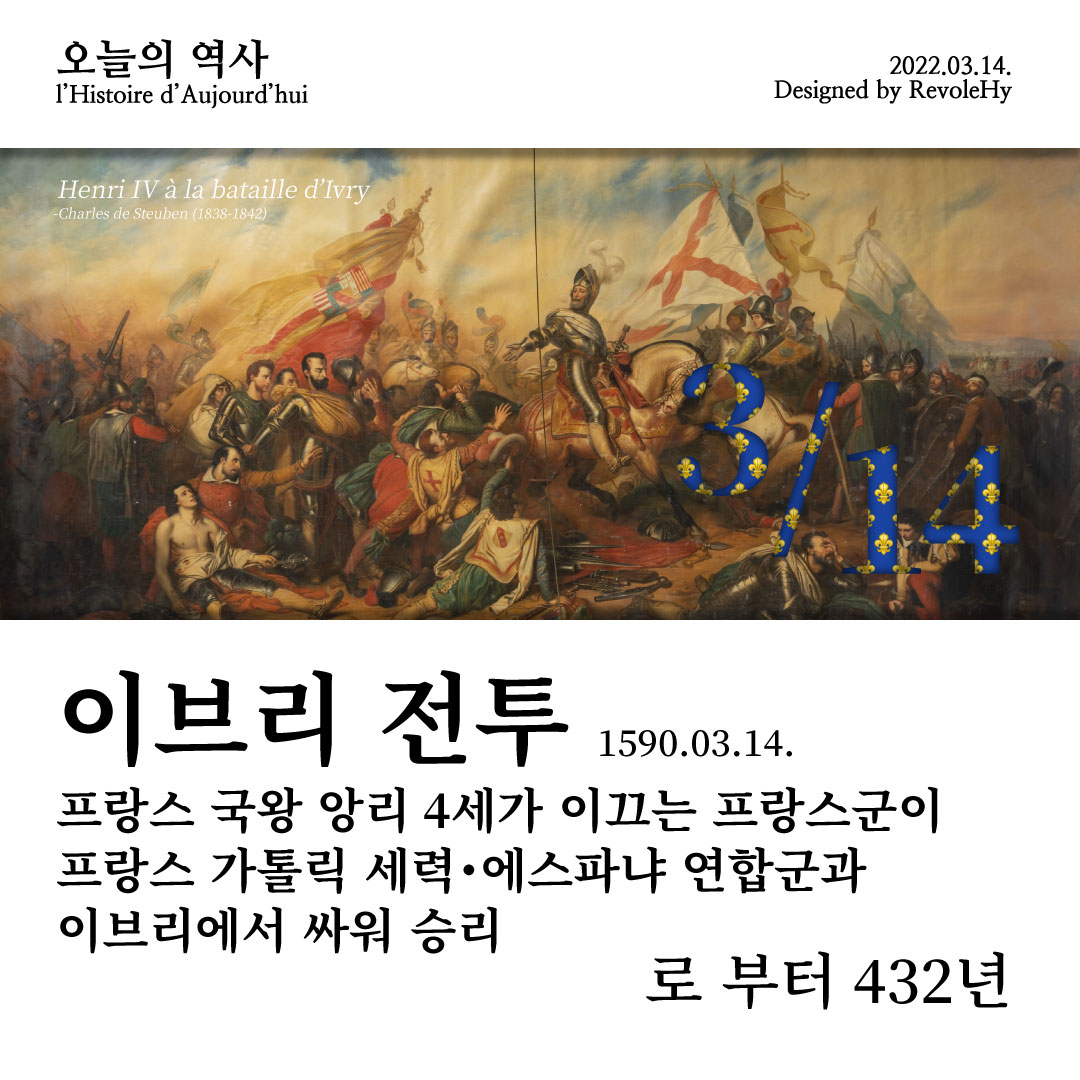 오늘의 역사
l’Histoire d’Aujourd’hui
2022.03.14.
Designed by RevoleHy
Henri IV à la bataille d’Ivry
-Charles de Steuben (1838-1842)
3/14
이브리 전투 1590.03.14.
프랑스 국왕 앙리 4세가 이끄는 프랑스군이
프랑스 가톨릭 세력·에스파냐 연합군과
이브리에서 싸워 승리
로 부터 432년